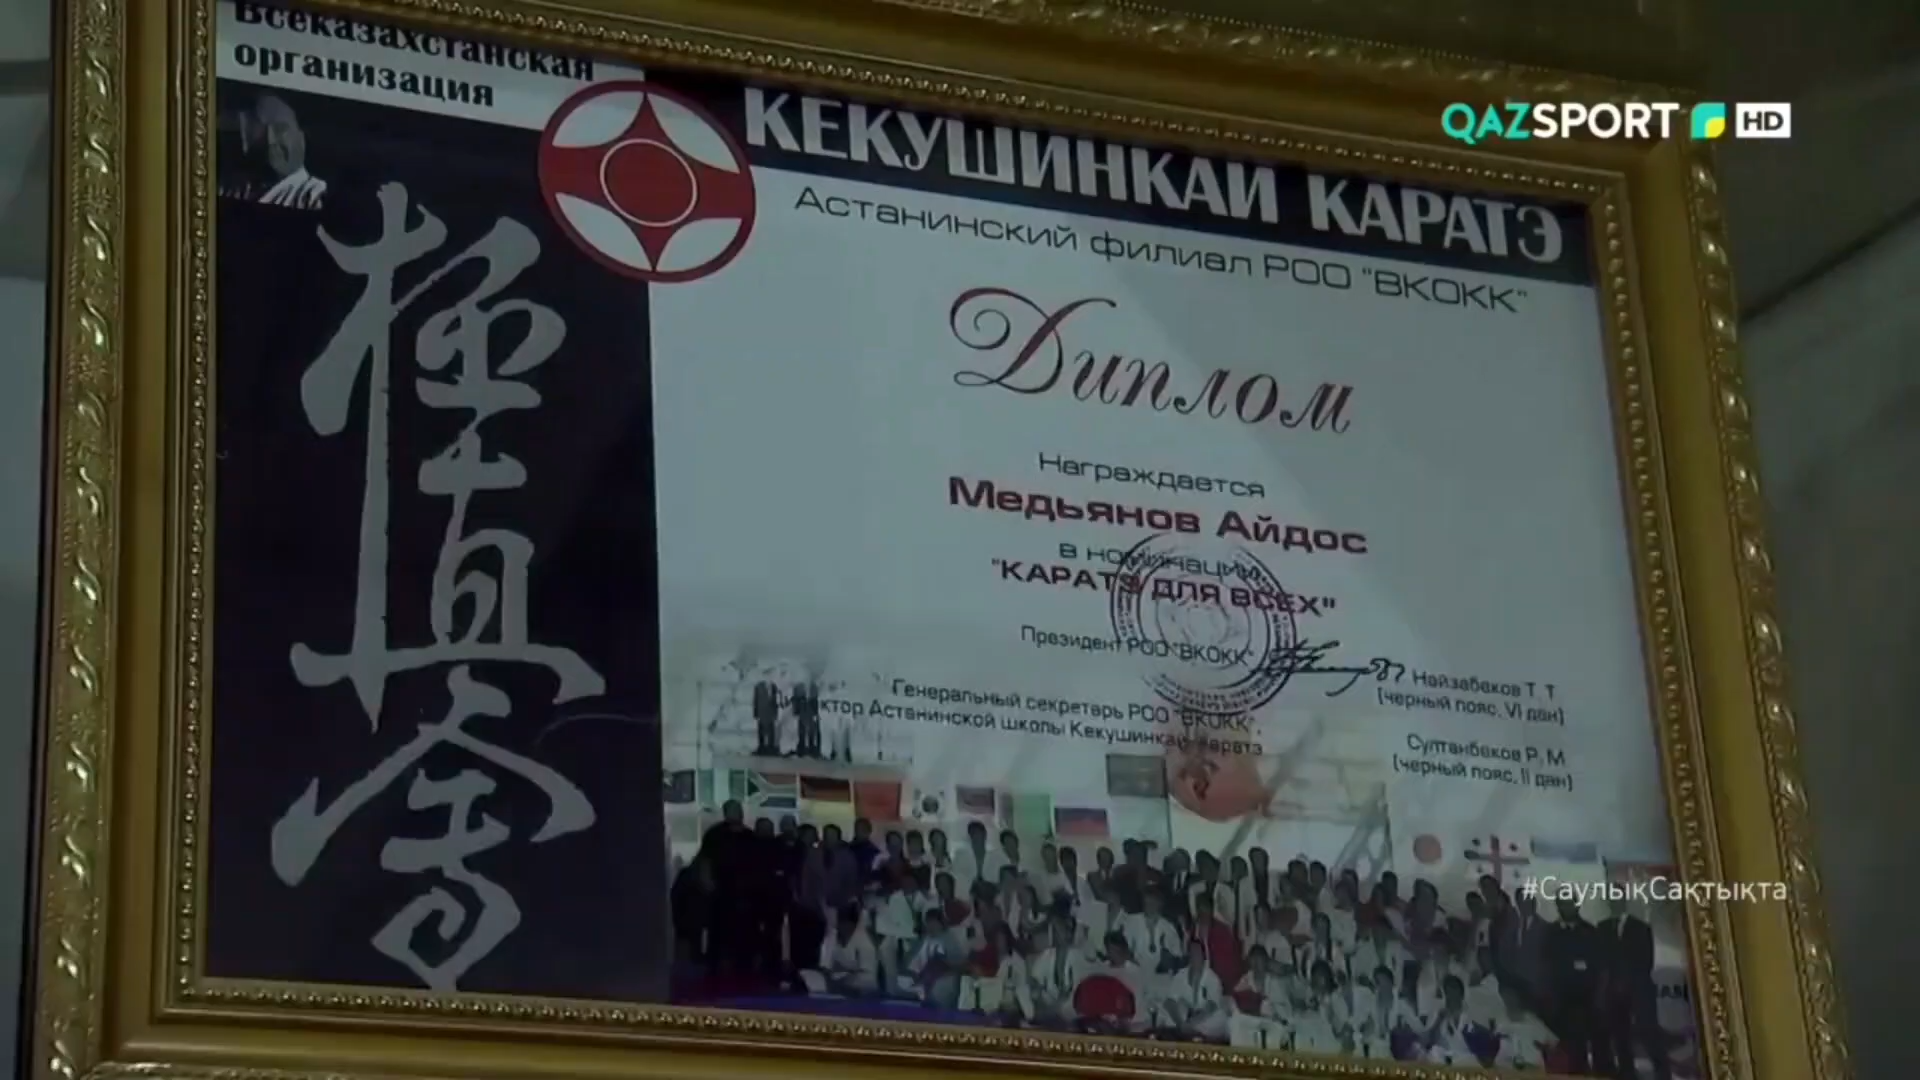 Всеказахстанская
организация
КЕКУШИНКАЙ КАРАТЭ
Астанинский филиал РОО "ВКОКК"
QAZSPORT HD
極真会
Диплом
Награждается
Медьянов Айдос
в номинации
"КАРАТЭ ДЛЯ ВСЕХ"
Президент РОО "ВКОКК"
Найзабеков Т. Т.
(черный пояс, VI дан)
Генеральный секретарь РОО "ВКОКК",
Директор Астанинской школы Кекушинкай каратэ
Султанбеков Р. М.
(черный пояс, II дан)
#СаулықСақтықта